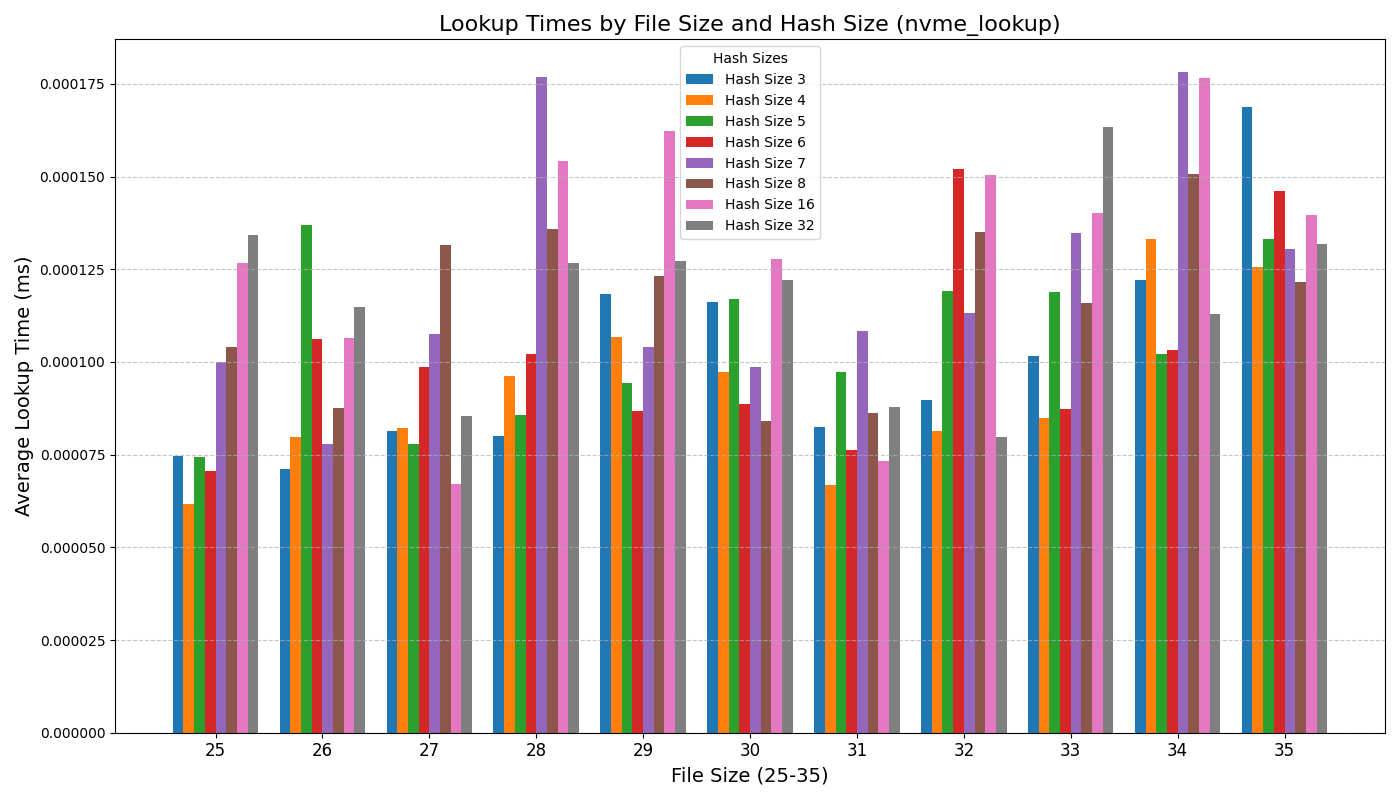 Lookup Times by File Size and Hash Size (nvme_lookup)
Hash Sizes
Hash Size 3
Hash Size 4
Hash Size 5
Hash Size 6
Hash Size 7
Hash Size 8
Hash Size 16
Hash Size 32
Average Lookup Time (ms)
0.000175
0.000150
0.000125
0.000100
0.000075
0.000050
0.000025
0.000000
25 26 27 28 29 30 31 32 33 34 35
File Size (25-35)